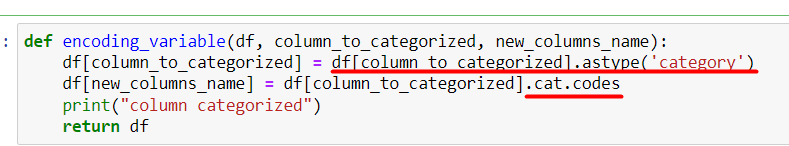 : def encoding_variable(df, column_to_categorized, new_columns_name):
    df[column_to_categorized] = df[column_to_categorized].astype('category')
    df[new_columns_name] = df[column_to_categorized].cat.codes
    print("column categorized")
    return df